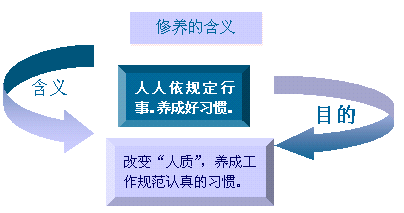 修养的含义
含义
人人依规定行
事。养成好习惯。
目的
改变“人质”，养成工
作规范认真的习惯。